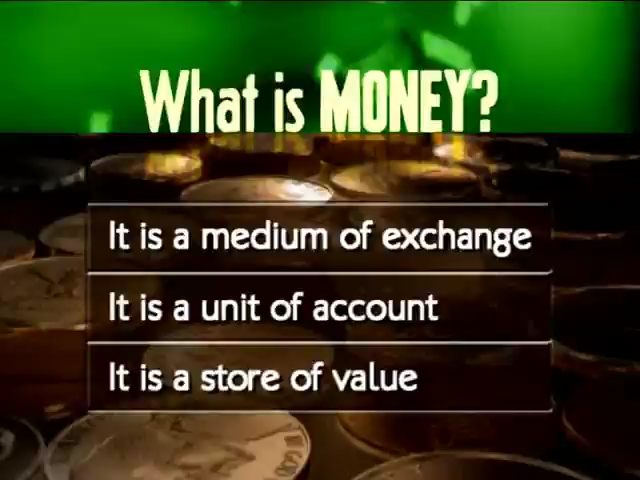 What is MONEY?
It is a medium of exchange
It is a unit of account
It is a store of value